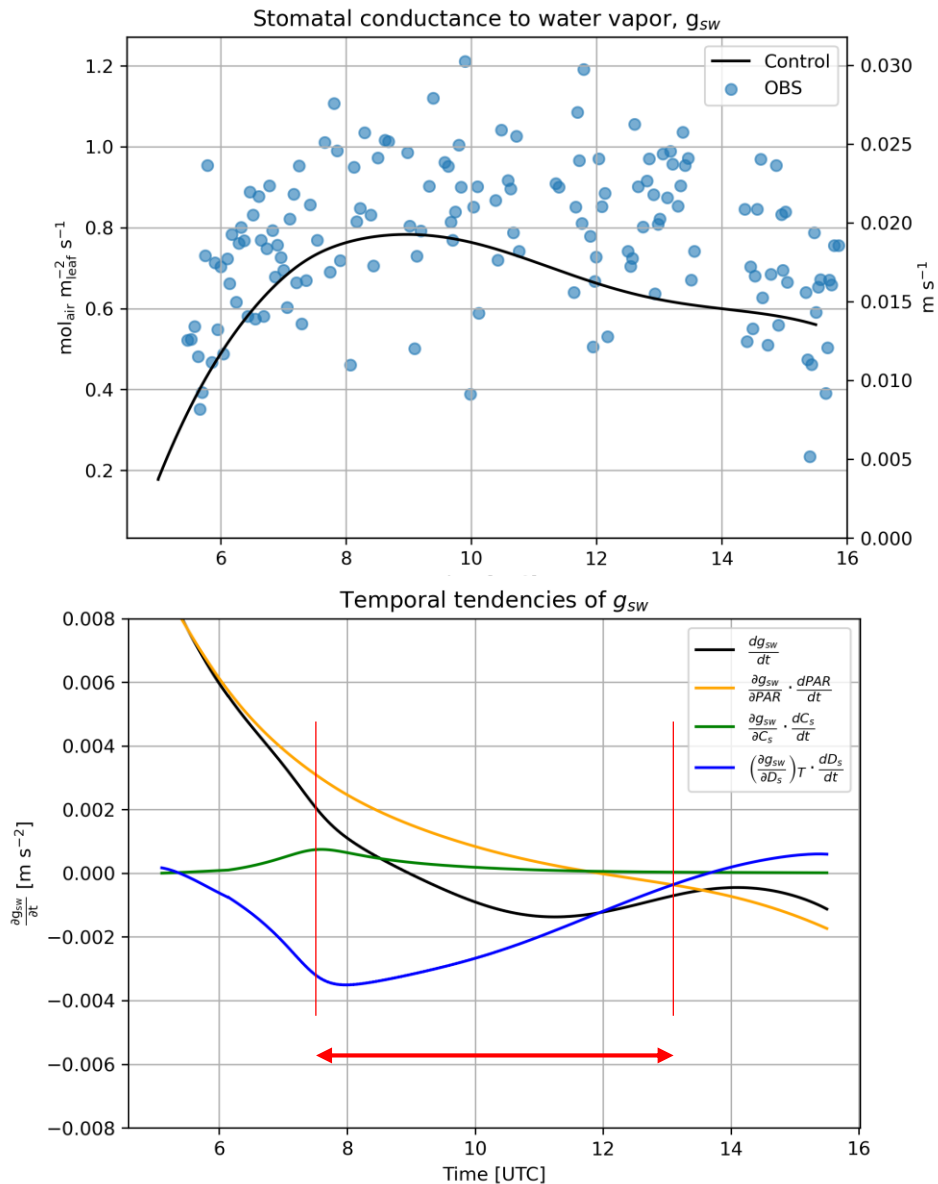 Stomatal conductance to water vapor, g_sw
Control
OBS
1.2
1.0
0.8
0.6
0.4
0.2
mol_air m_leaf^−2 s^−1
0.030
0.025
0.020
0.015
0.010
0.005
0.000
m s^−1
6 8 10 12 14 16
Temporal tendencies of g_sw
dg_sw/dt
∂g_sw/∂PAR · dPAR/dt
∂g_sw/∂C_s · dC_s/dt
(∂g_sw/∂D_s)_T · dD_s/dt
0.008
0.006
0.004
0.002
0.000
−0.002
−0.004
−0.006
−0.008
∂g_sw/∂t [m s^−2]
6 8 10 12 14 16
Time [UTC]